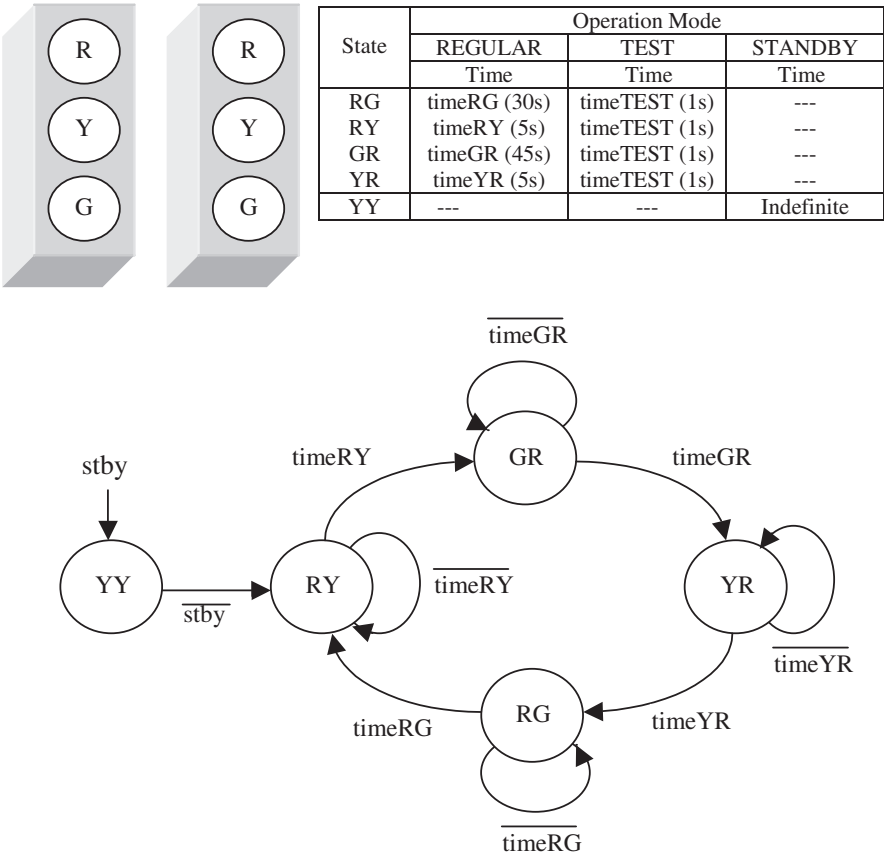 R
Y
G
R
Y
G
Operation Mode
State REGULAR TEST STANDBY
Time Time Time
RG timeRG (30s) timeTEST (1s) ---
RY timeRY (5s) timeTEST (1s) ---
GR timeGR (45s) timeTEST (1s) ---
YR timeYR (5s) timeTEST (1s) ---
YY --- --- Indefinite
timeGR
timeRY
GR
timeGR
stby
YY
stby
RY
timeRY
YR
timeYR
timeRG
RG
timeYR
timeRG